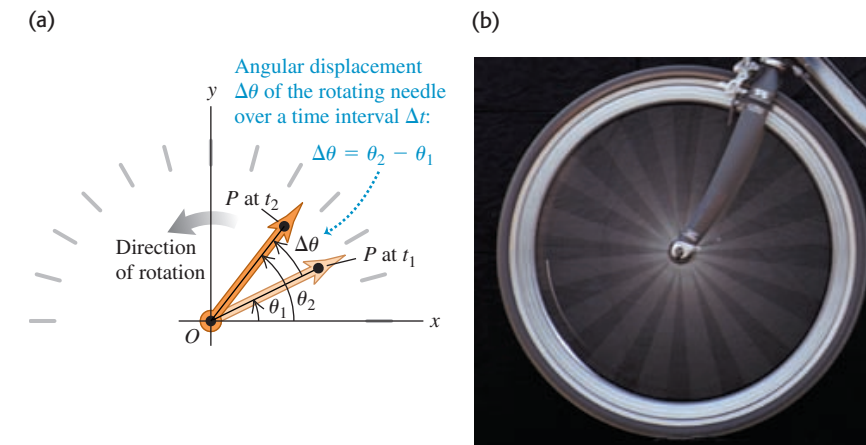 (a)
(b)
Angular displacement
Δθ of the rotating needle
over a time interval Δt:
y
Δθ = θ₂ − θ₁
P at t₂
Direction
of rotation
Δθ
P at t₁
θ₁
θ₂
O
x